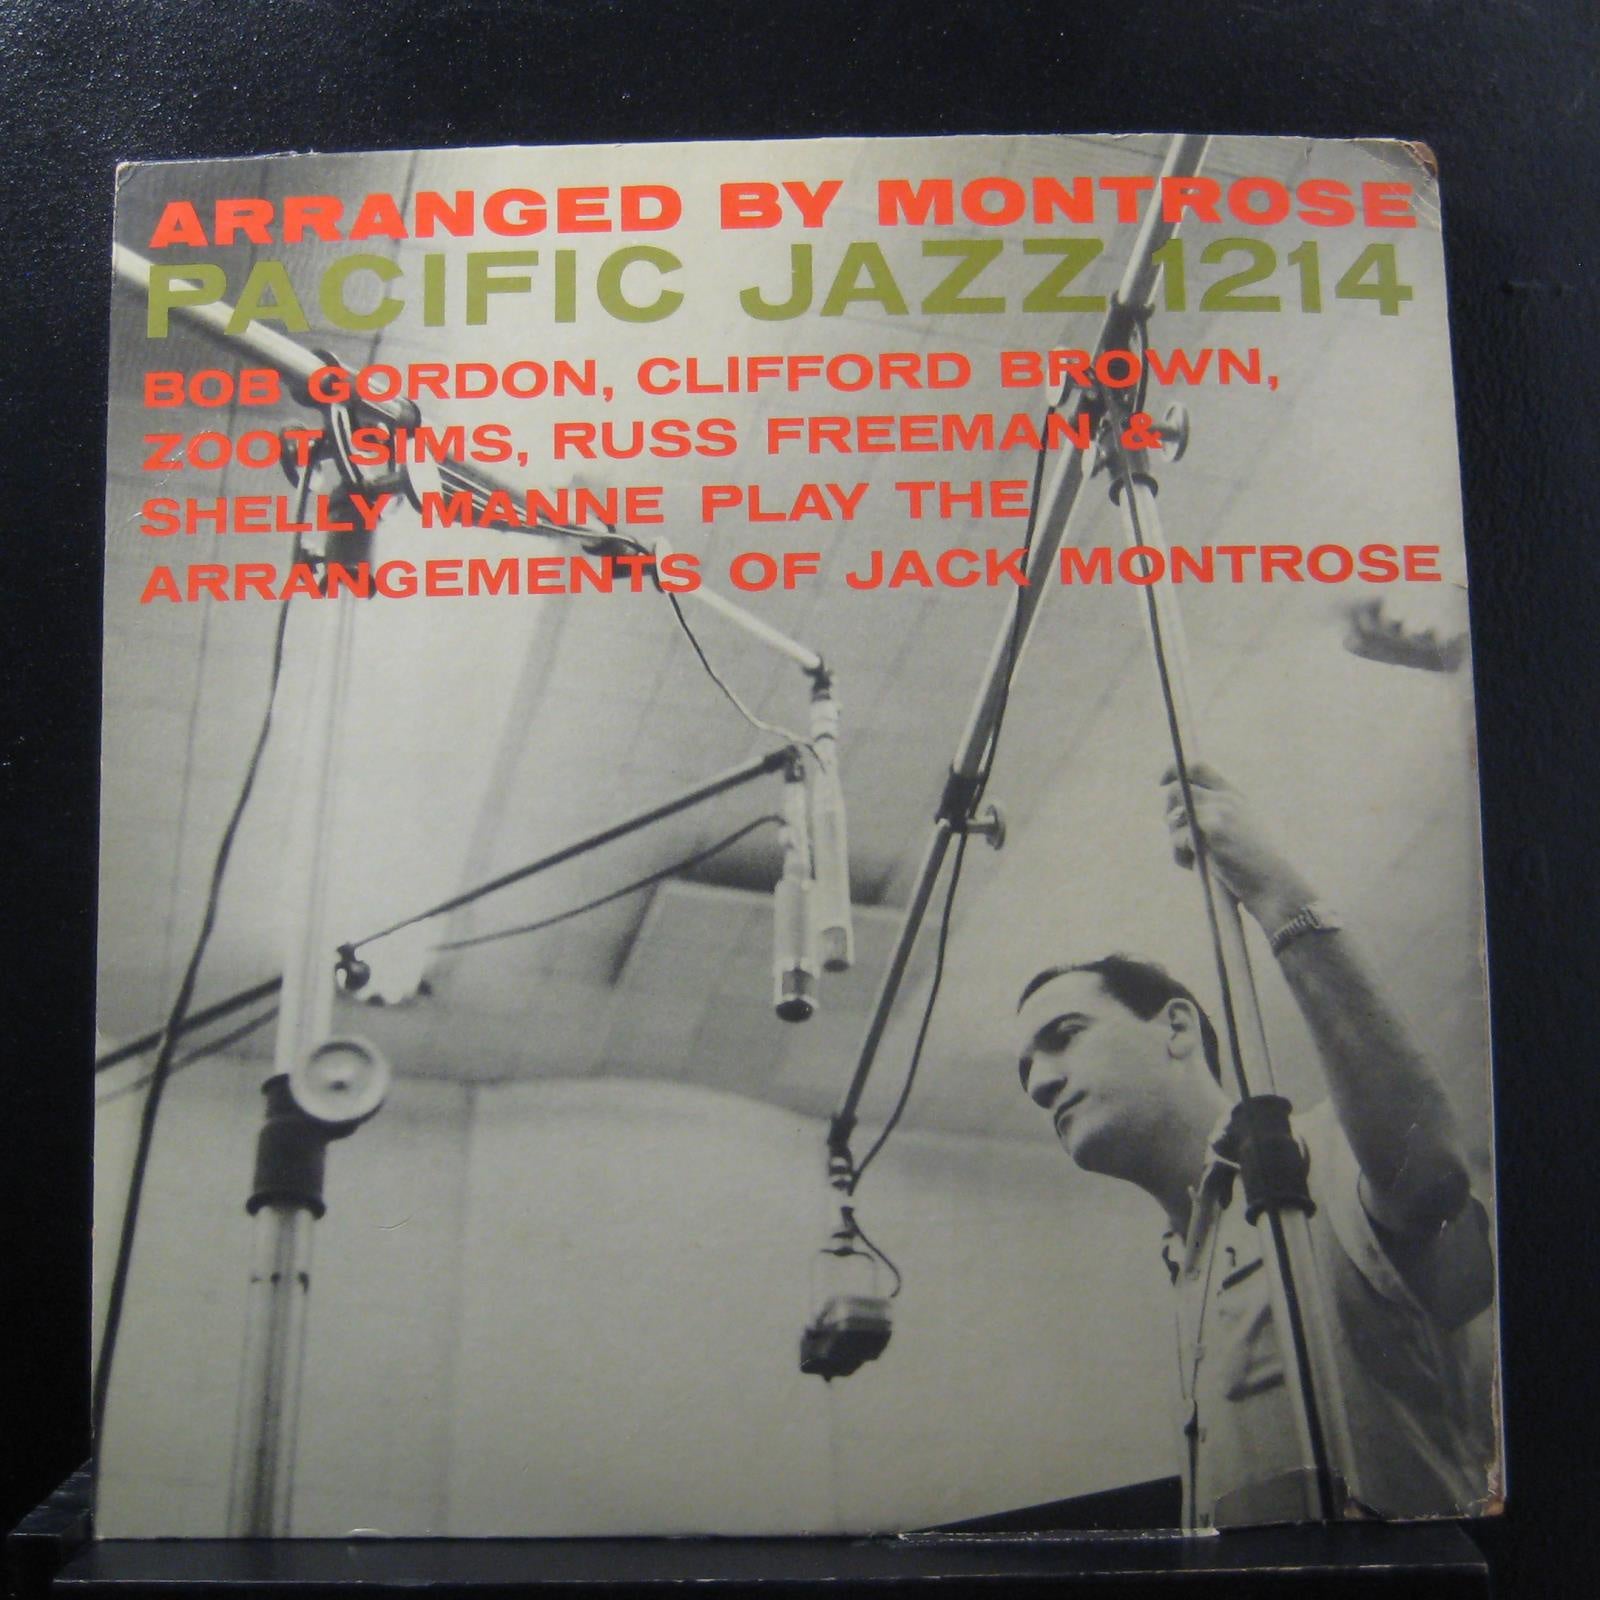 ARRANGED BY MONTROSE
PACIFIC JAZZ 1214
BOB GORDON, CLIFFORD BROWN,
ZOOT SIMS, RUSS FREEMAN &
SHELLY MANNE PLAY THE
ARRANGEMENTS OF JACK MONTROSE